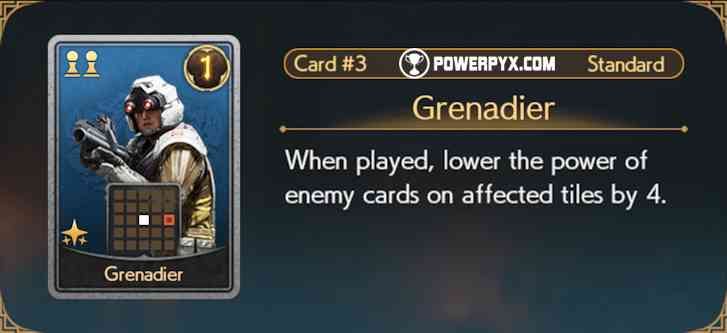 1
Card #3
POWERPYX.COM
Standard
Grenadier
When played, lower the power of
enemy cards on affected tiles by 4.
Grenadier